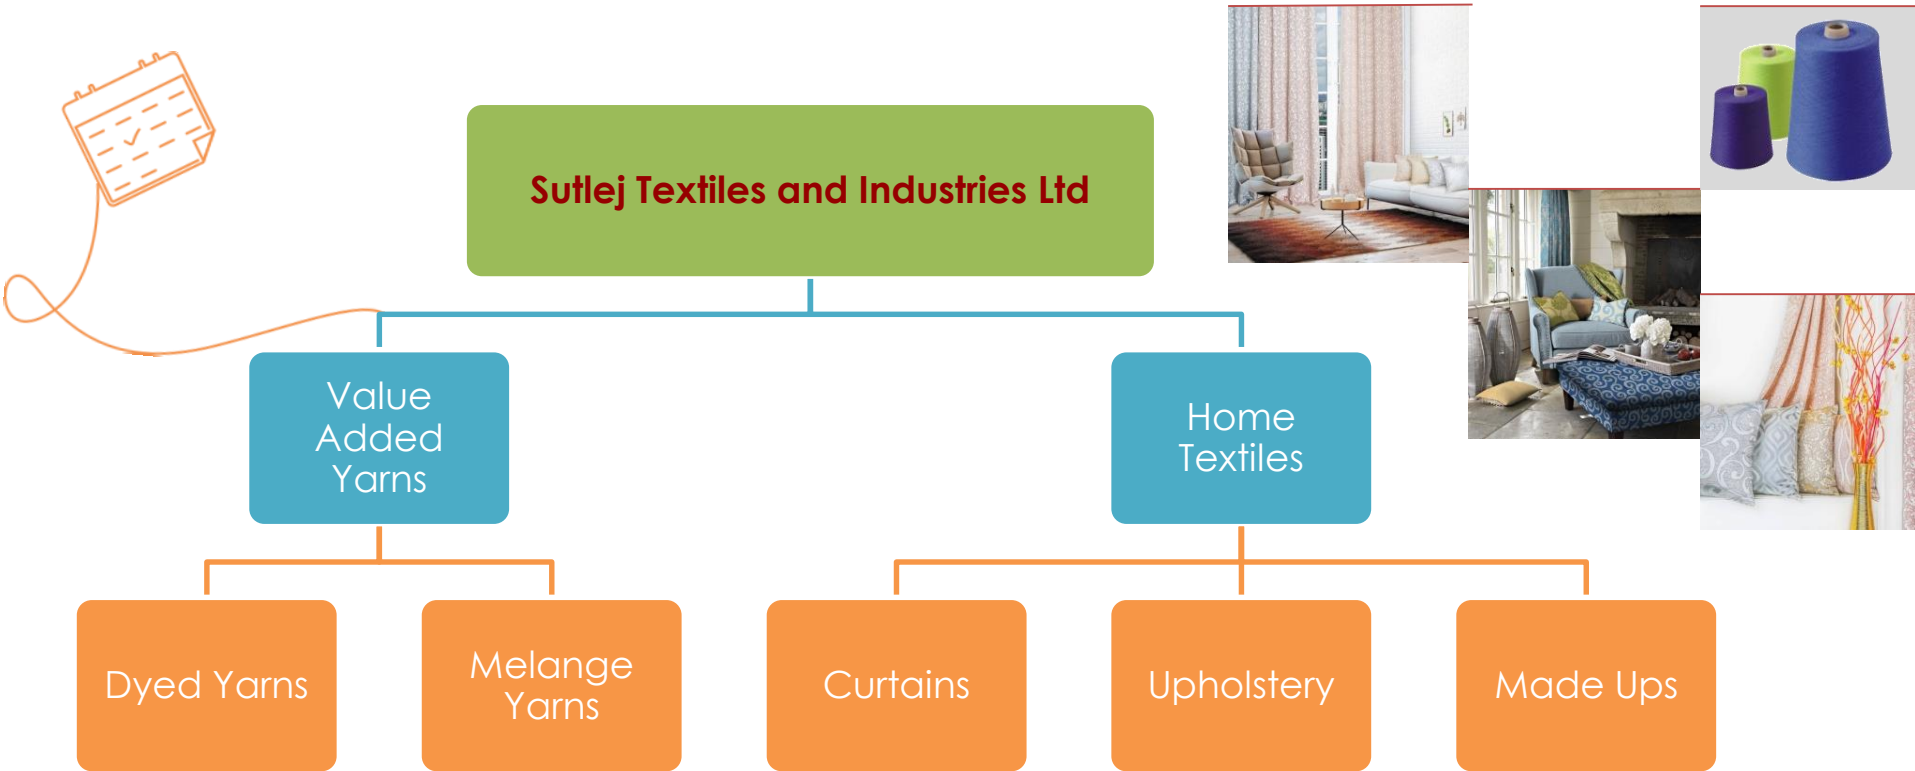 Sutlej Textiles and Industries Ltd
Value
Added
Yarns
Home
Textiles
Dyed Yarns
Melange
Yarns
Curtains
Upholstery
Made Ups